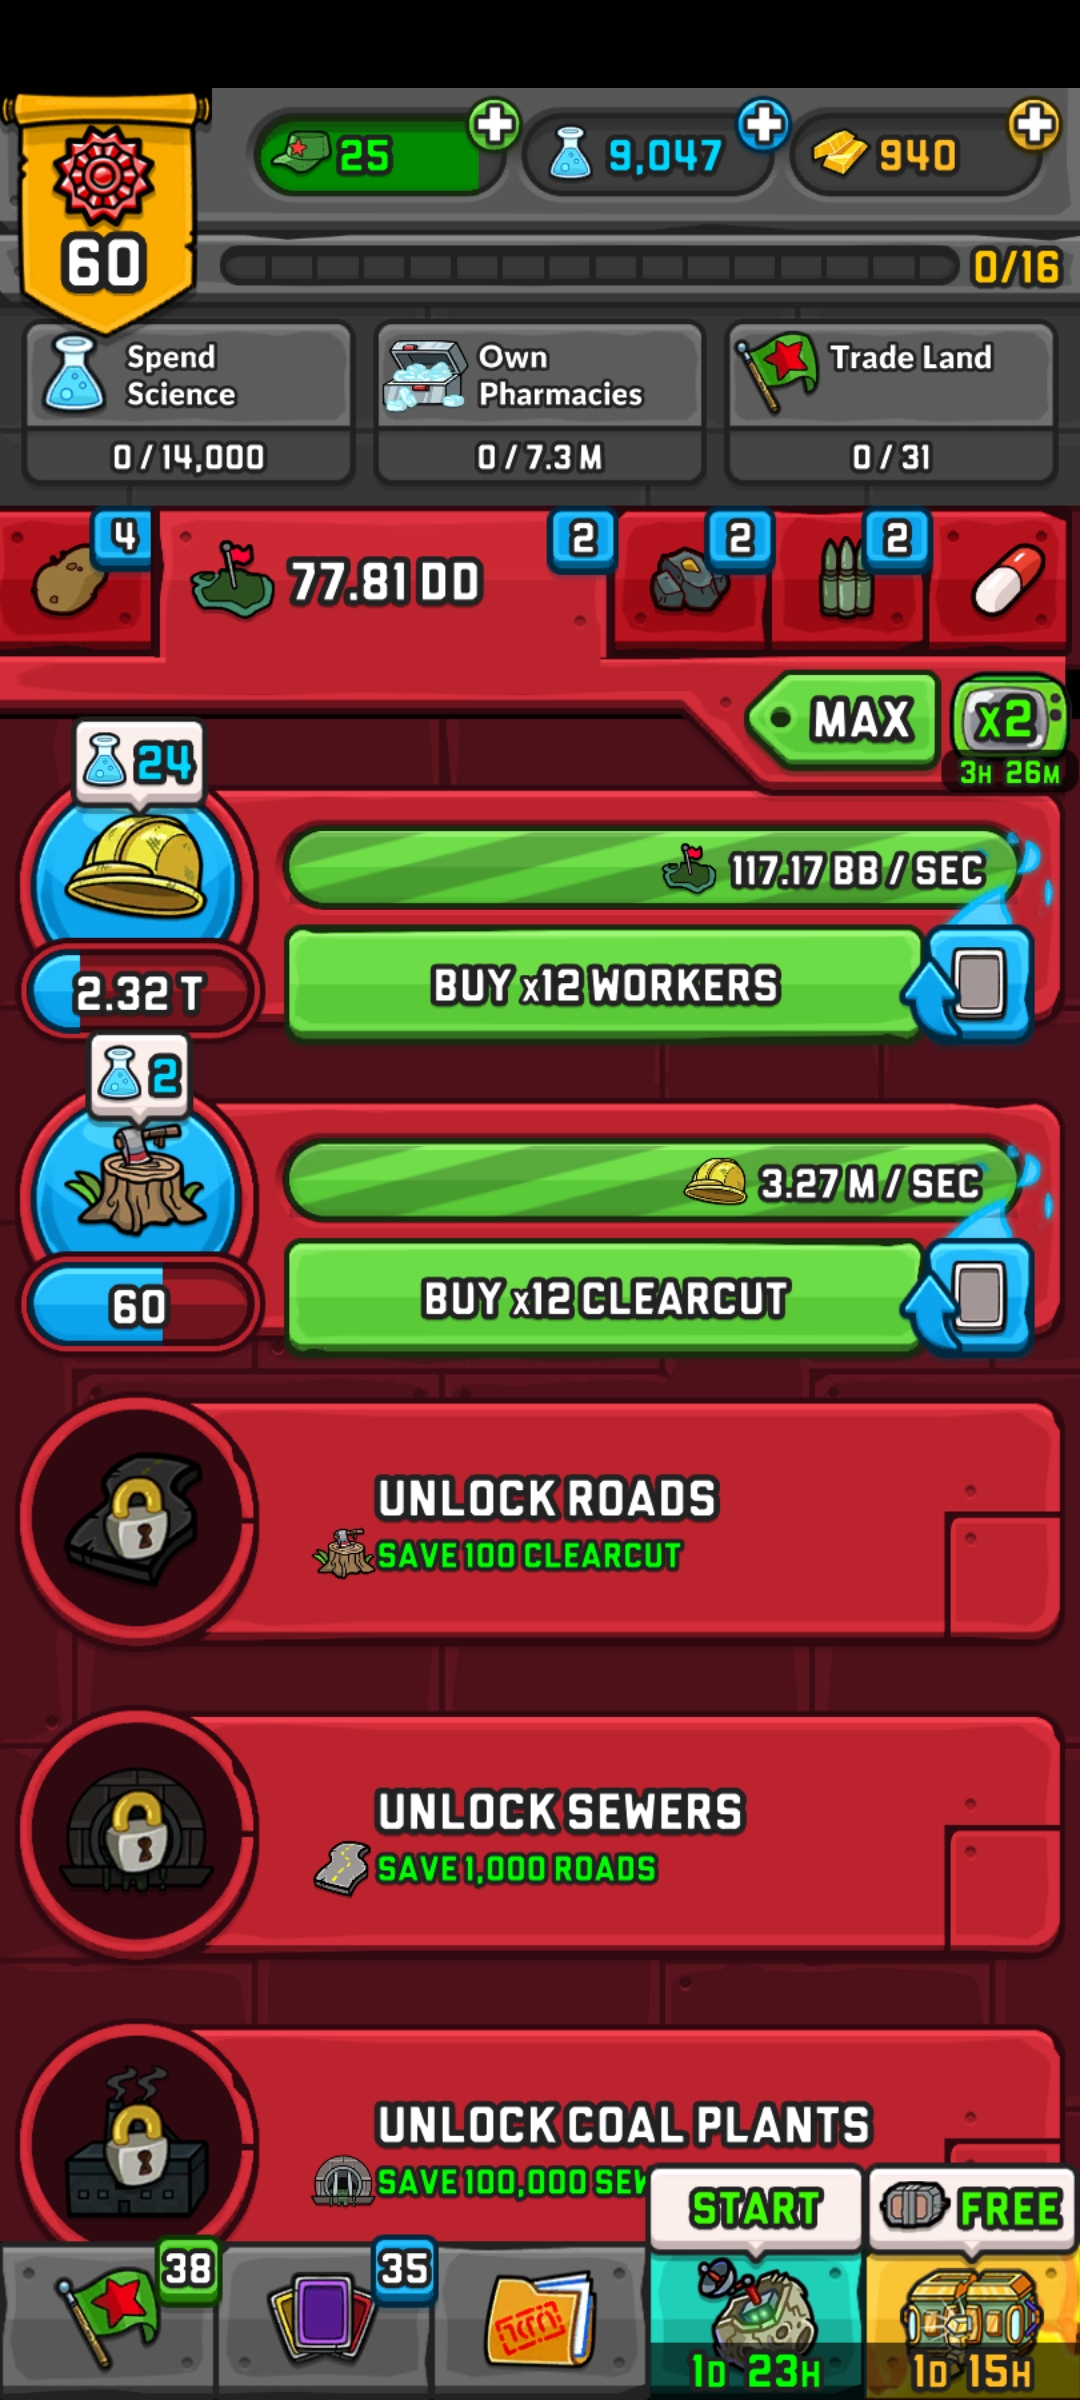 25
9,047
940
60
0/16
Spend
Science
0/14,000
Own
Pharmacies
0/7.3 M
Trade Land
0/31
4
77.81 DD
2
2
2
MAX
x2
3H 26M
24
117.17 BB / SEC
2.32 T
BUY x12 WORKERS
2
3.27 M / SEC
60
BUY x12 CLEARCUT
UNLOCK ROADS
SAVE 100 CLEARCUT
UNLOCK SEWERS
SAVE 1,000 ROADS
UNLOCK COAL PLANTS
SAVE 100,000 SEW
START
FREE
38
35
1D 23H
1D 15H